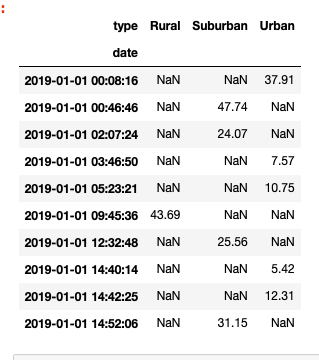 :
type Rural Suburban Urban
date
2019-01-01 00:08:16 NaN NaN 37.91
2019-01-01 00:46:46 NaN 47.74 NaN
2019-01-01 02:07:24 NaN 24.07 NaN
2019-01-01 03:46:50 NaN NaN 7.57
2019-01-01 05:23:21 NaN NaN 10.75
2019-01-01 09:45:36 43.69 NaN NaN
2019-01-01 12:32:48 NaN 25.56 NaN
2019-01-01 14:40:14 NaN NaN 5.42
2019-01-01 14:42:25 NaN NaN 12.31
2019-01-01 14:52:06 NaN 31.15 NaN